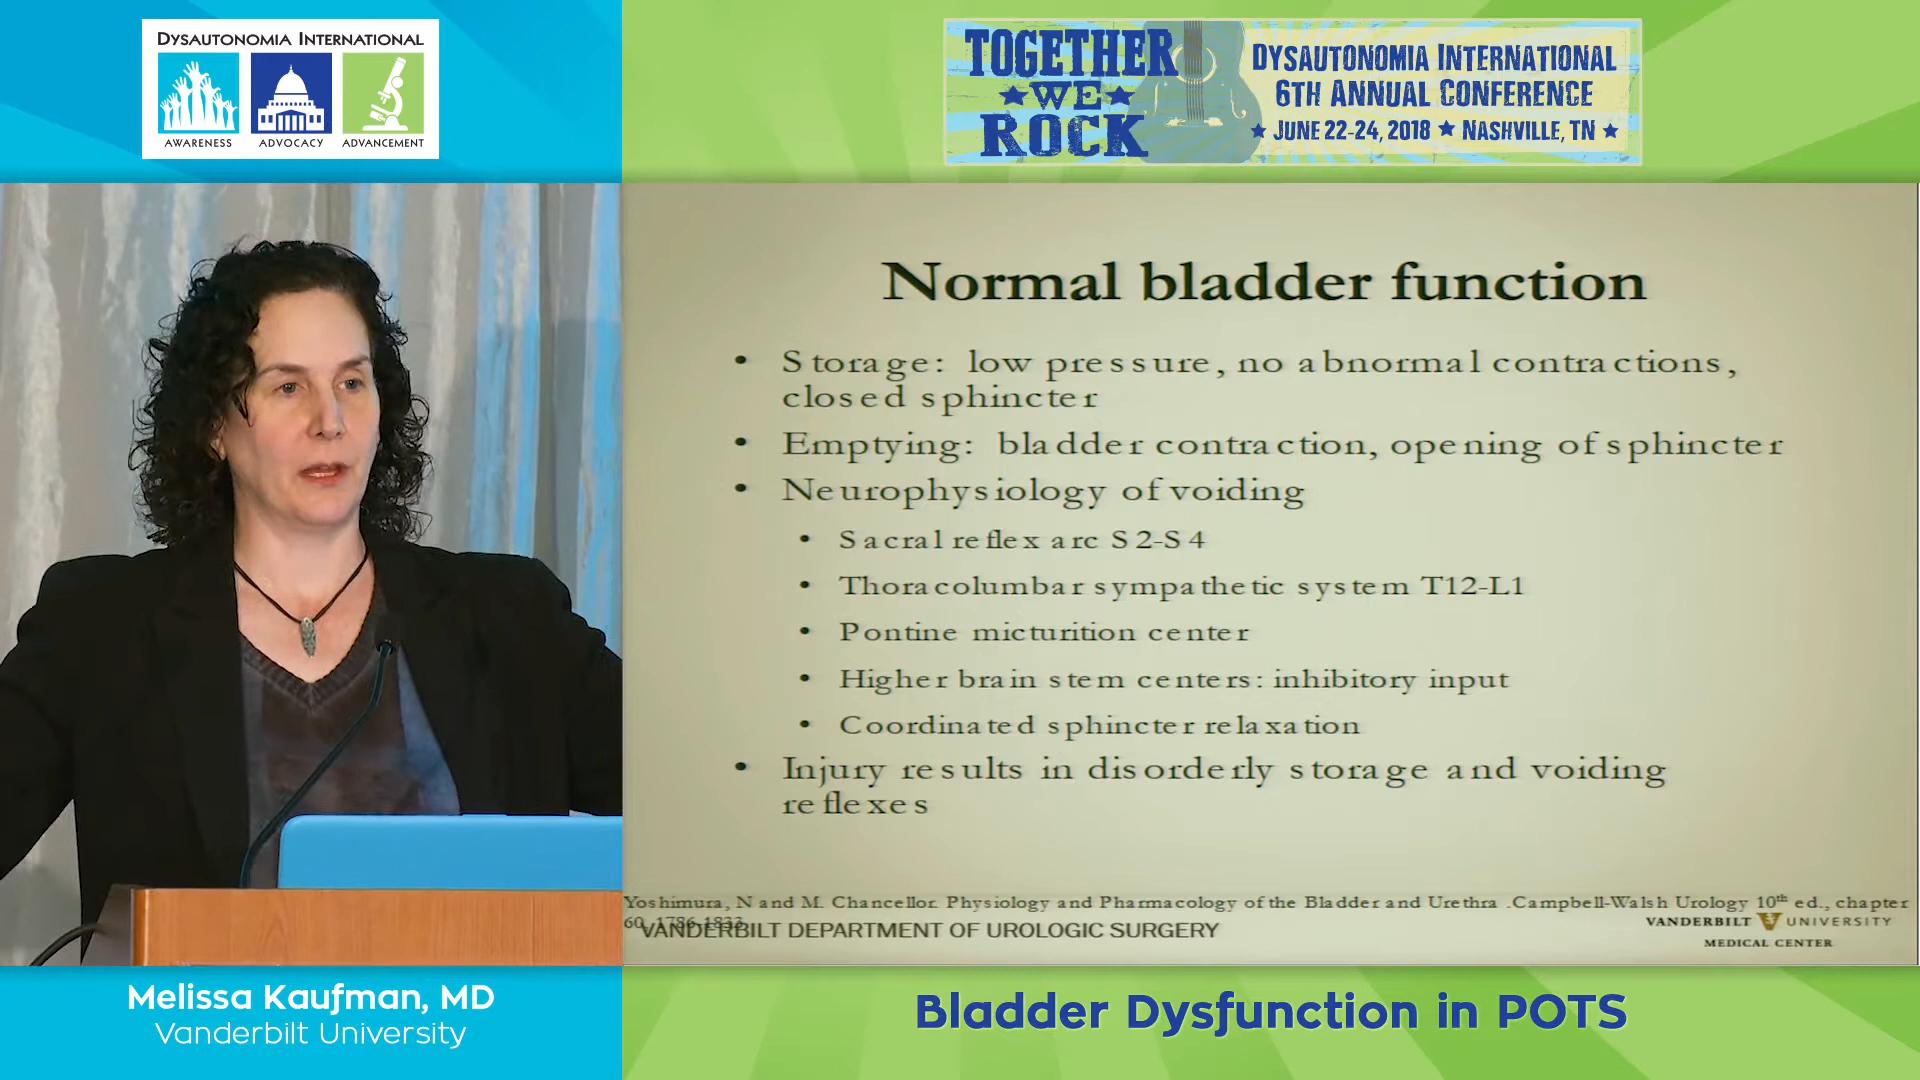 DYSAUTONOMIA INTERNATIONAL
AWARENESS ADVOCACY ADVANCEMENT
TOGETHER
WE
ROCK
DYSAUTONOMIA INTERNATIONAL
6TH ANNUAL CONFERENCE
JUNE 22-24, 2018 NASHVILLE, TN
Normal bladder function
• Storage: low pressure, no abnormal contractions,
closed sphincter
• Emptying: bladder contraction, opening of sphincter
• Neurophysiology of voiding
• Sacral reflex arc S2-S4
• Thoracolumbar sympathetic system T12-L1
• Pontine micturition center
• Higher brain stem centers: inhibitory input
• Coordinated sphincter relaxation
• Injury results in disorderly storage and voiding
reflexes
Yoshimura, N and M. Chancellor. Physiology and Pharmacology of the Bladder and Urethra .Campbell-Walsh Urology 10th ed., chapter
60, 1786-1833
VANDERBILT DEPARTMENT OF UROLOGIC SURGERY
VANDERBILT V UNIVERSITY
MEDICAL CENTER
Melissa Kaufman, MD
Vanderbilt University
Bladder Dysfunction in POTS